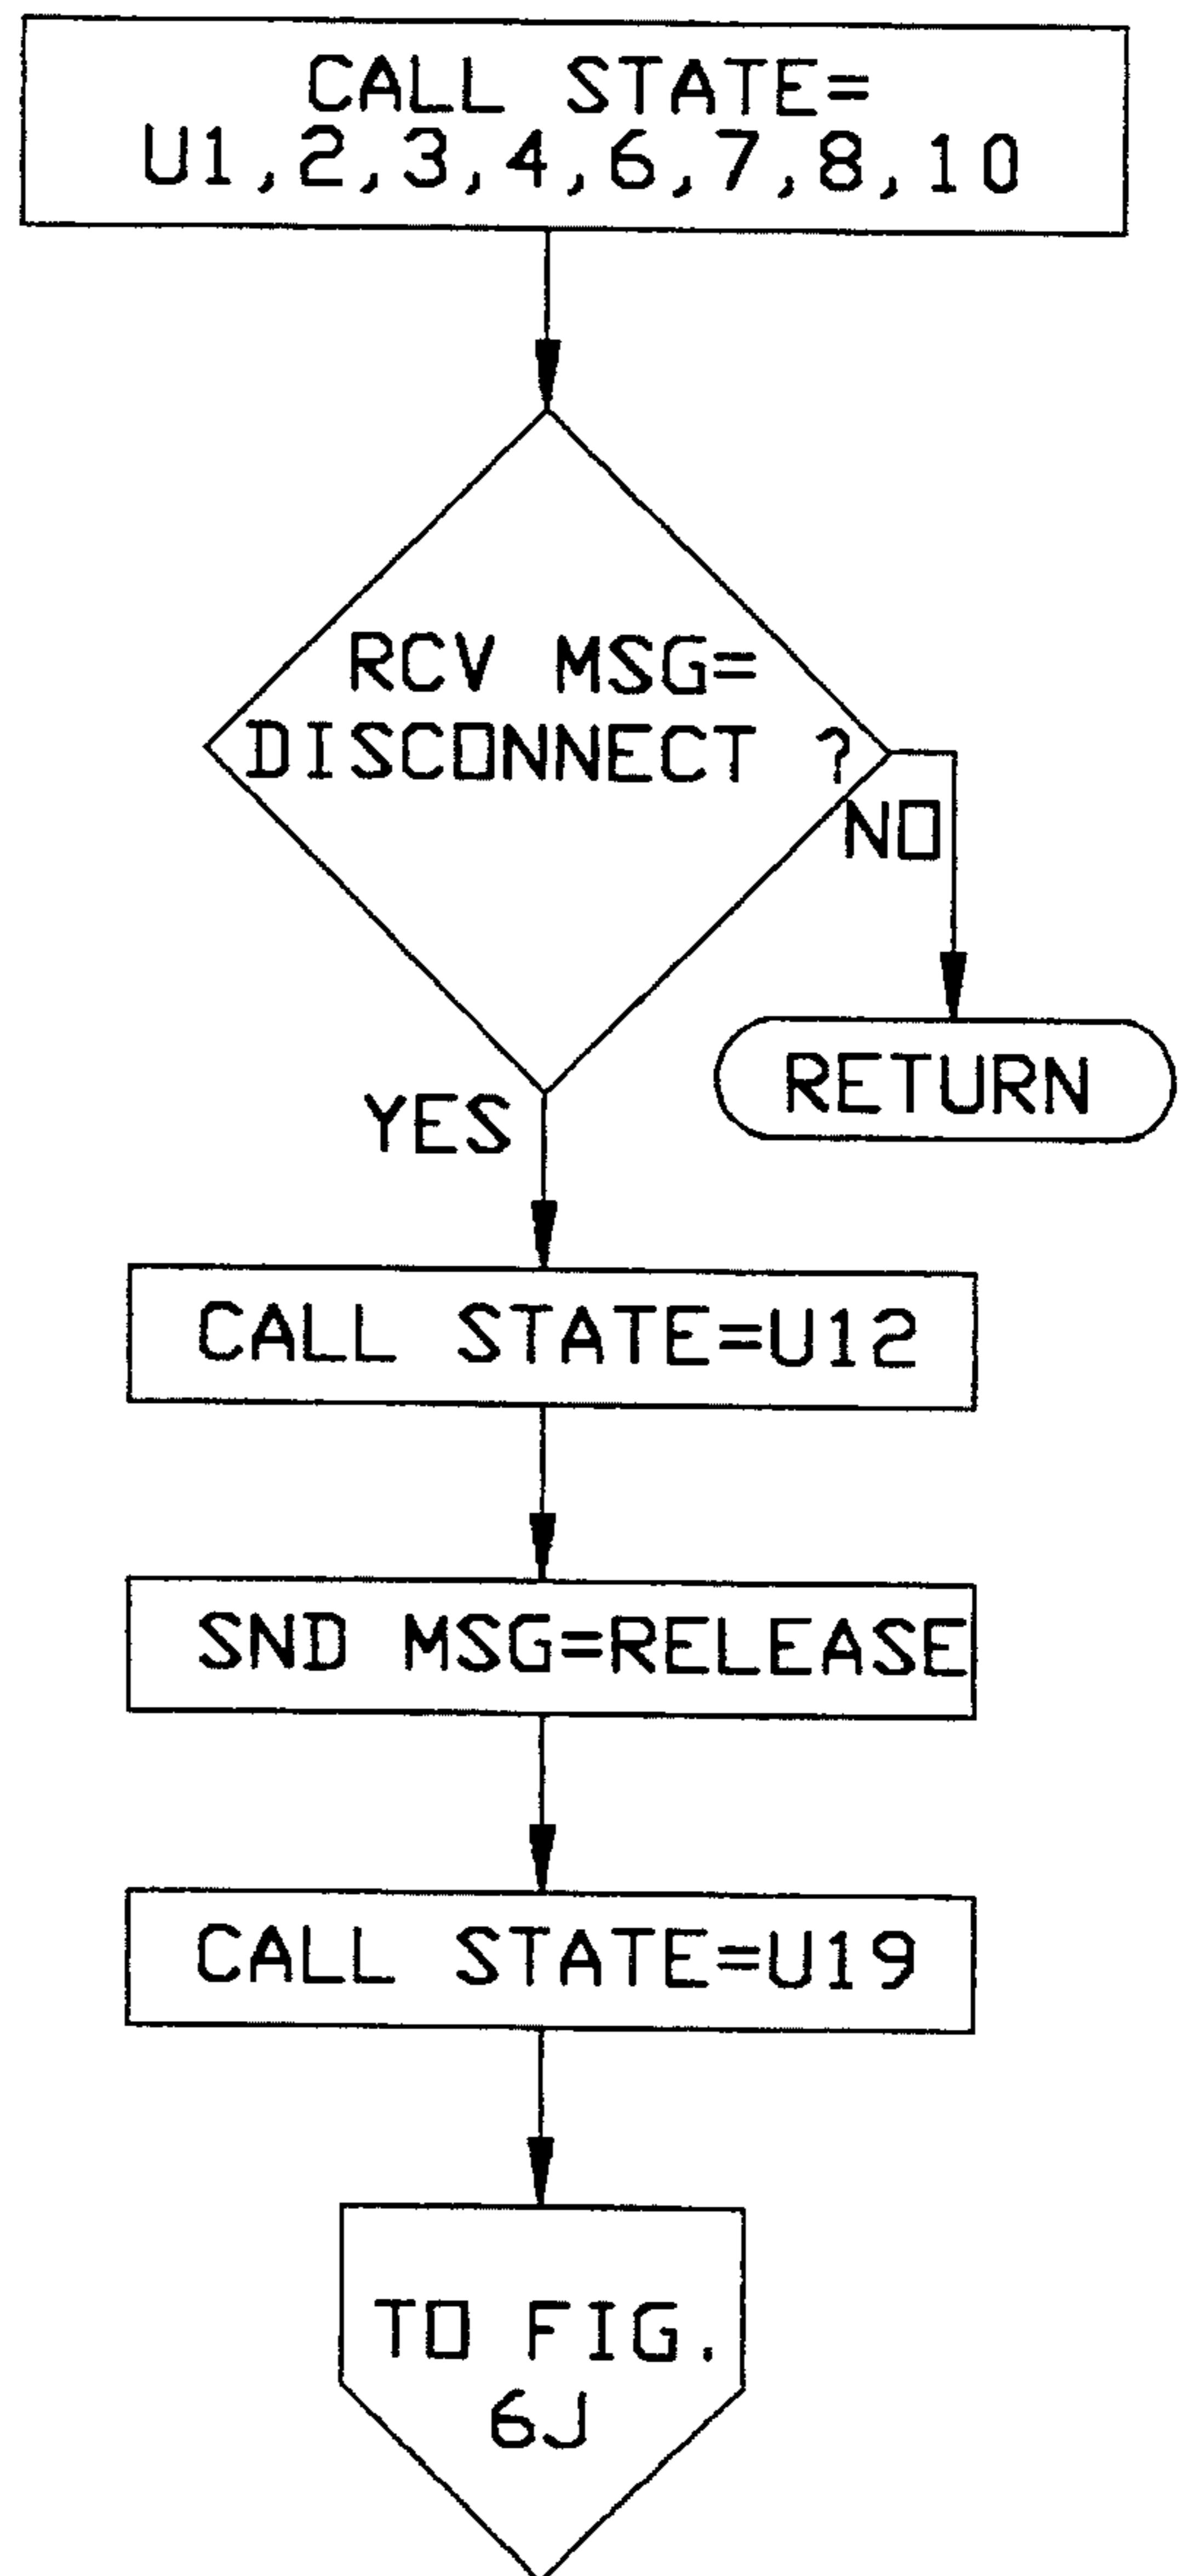 CALL STATE=
U1,2,3,4,6,7,8,10
RCV MSG=
DISCONNECT ?
NO
RETURN
YES
CALL STATE=U12
SND MSG=RELEASE
CALL STATE=U19
TO FIG.
6J